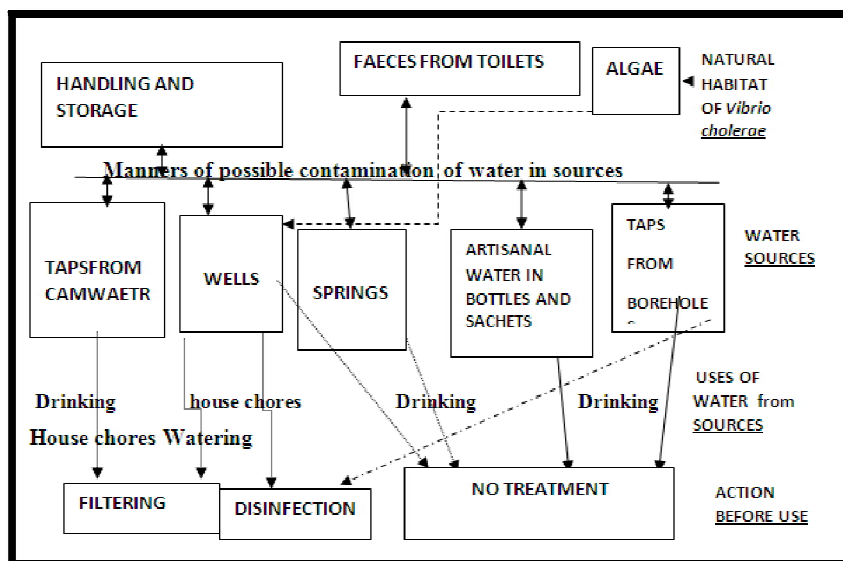 HANDLING AND
STORAGE
FAECES FROM TOILETS
ALGAE
NATURAL
HABITAT
OF Vibrio
cholerae
Manners of possible contamination of water in sources
TAPSFROM
CAMWAETR
WELLS
SPRINGS
ARTISANAL
WATER IN
BOTTLES AND
SACHETS
TAPS
FROM
BOREHOLE
WATER
SOURCES
Drinking
house chores
Drinking
Drinking
House chores Watering
USES OF
WATER from
SOURCES
FILTERING
DISINFECTION
NO TREATMENT
ACTION
BEFORE USE